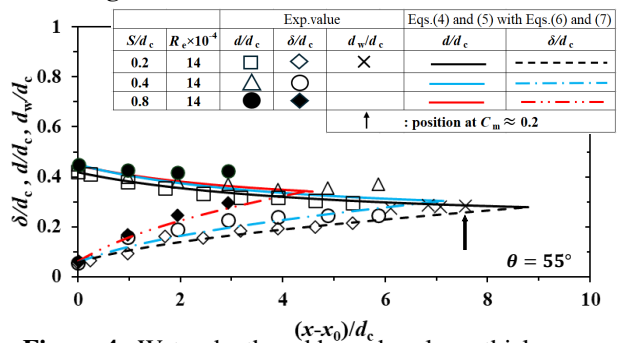 Exp.value Eqs.(4) and (5) with Eqs.(6) and (7)
S/dc Re×10⁻⁴ d/dc δ/dc dw/dc d/dc δ/dc
0.2 14
0.4 14
0.8 14
: position at Cm ≈ 0.2
δ/dc , d/dc , dw/dc
1
0.8
0.6
0.4
0.2
0
θ = 55°
0 2 4 6 8 10
(x-x0)/dc